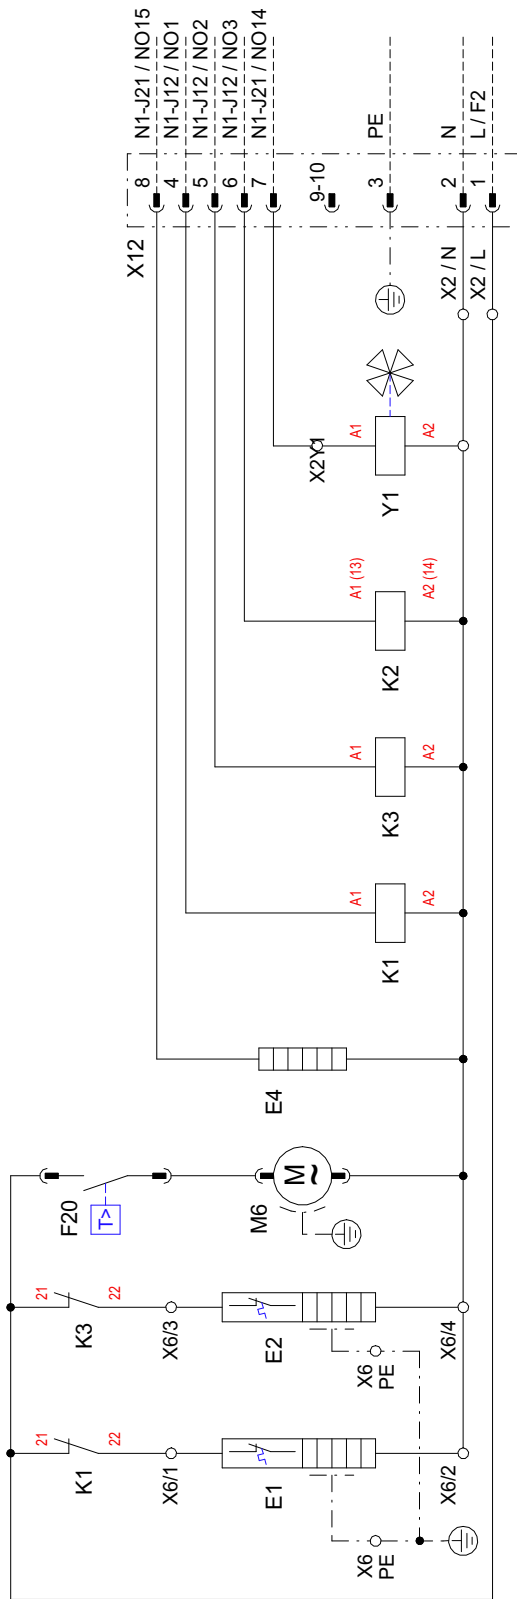 N1-J21 / NO15
N1-J12 / NO1
N1-J12 / NO2
N1-J12 / NO3
N1-J21 / NO14
PE
N
L / F2
8
4
5
6
7
9-10
3
2
1
X12
X2 / N
X2 / L
X2Y1
A1
A2
Y1
A1 (13)
A2 (14)
K2
A1
A2
K3
A1
A2
K1
E4
F20
T>
M6
M
~
21
22
K3
X6/3
E2
X6
PE
X6/4
21
22
K1
X6/1
E1
X6
PE
X6/2